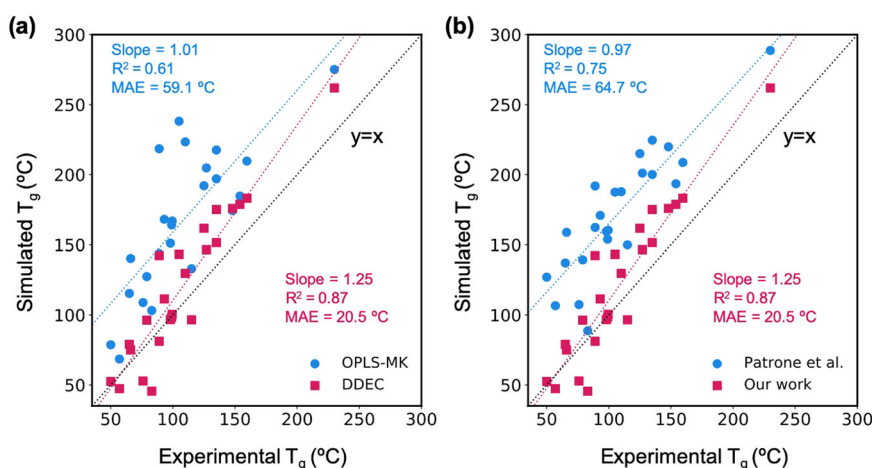 (a)
Simulated Tg (ºC)
300
250
200
150
100
50
Slope = 1.01
R² = 0.61
MAE = 59.1 ºC
y=x
Slope = 1.25
R² = 0.87
MAE = 20.5 ºC
OPLS-MK
DDEC
50 100 150 200 250 300
Experimental Tg (ºC)
(b)
Simulated Tg (ºC)
300
250
200
150
100
50
Slope = 0.97
R² = 0.75
MAE = 64.7 ºC
y=x
Slope = 1.25
R² = 0.87
MAE = 20.5 ºC
Patrone et al.
Our work
50 100 150 200 250 300
Experimental Tg (ºC)